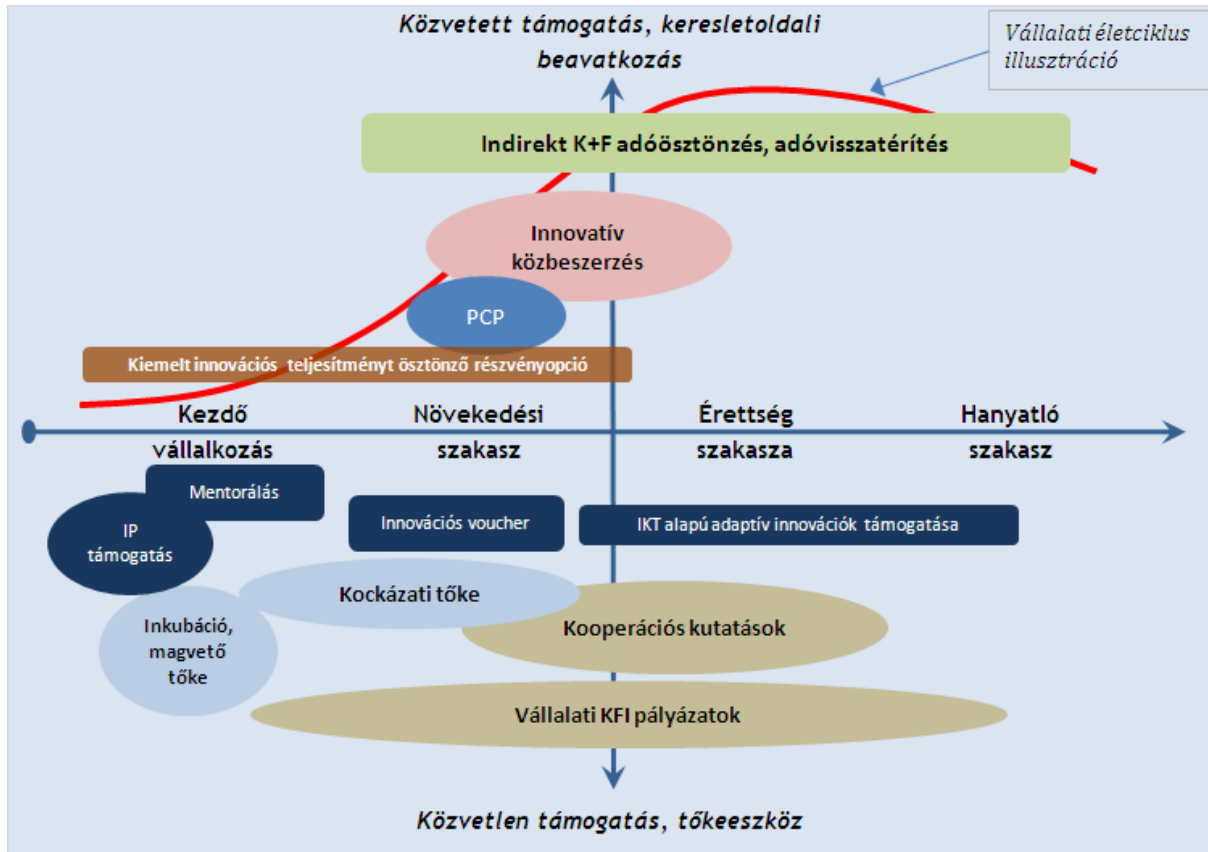 Közvetett támogatás, keresletoldali
beavatkozás
Vállalati életciklus
illusztráció
Indirekt K+F adóösztönzés, adóvisszatérítés
Innovatív
közbeszerzés
PCP
Kiemelt innovációs teljesítményt ösztönző részvényopció
Kezdő
vállalkozás
Növekedési
szakasz
Érettség
szakasza
Hanyatló
szakasz
Mentorálás
IP
támogatás
Innovációs voucher
IKT alapú adaptív innovációk támogatása
Kockázati tőke
Inkubáció,
magvető
tőke
Kooperációs kutatások
Vállalati KFI pályázatok
Közvetlen támogatás, tőkeeszköz